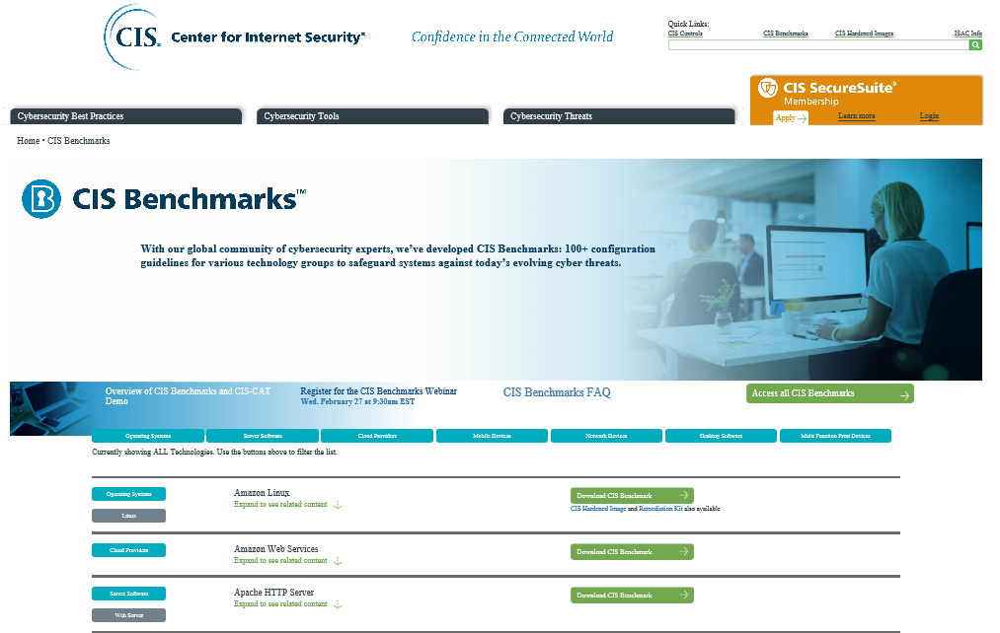 CIS. Center for Internet Security®
Confidence in the Connected World
Quick Links:
CIS Controls CIS Benchmarks CIS Hardened Images ISAC Info
CIS SecureSuite®
Membership
Apply Learn more Login
Cybersecurity Best Practices Cybersecurity Tools Cybersecurity Threats
Home • CIS Benchmarks
CIS Benchmarks™
With our global community of cybersecurity experts, we've developed CIS Benchmarks: 100+ configuration
guidelines for various technology groups to safeguard systems against today's evolving cyber threats.
Overview of CIS Benchmarks and CIS-CAT
Demo
Register for the CIS Benchmarks Webinar
Wed. February 27 at 9:30am EST
CIS Benchmarks FAQ
Access all CIS Benchmarks
Operating Systems Server Software Cloud Providers Mobile Devices Network Devices Desktop Software Multi Function Print Devices
Currently showing ALL Technologies. Use the buttons above to filter the list.
Operating Systems
Linux
Amazon Linux
Expand to see related content
Download CIS Benchmark
CIS Hardened Image and Remediation Kit also available
Cloud Providers
Amazon Web Services
Expand to see related content
Download CIS Benchmark
Server Software
Web Server
Apache HTTP Server
Expand to see related content
Download CIS Benchmark